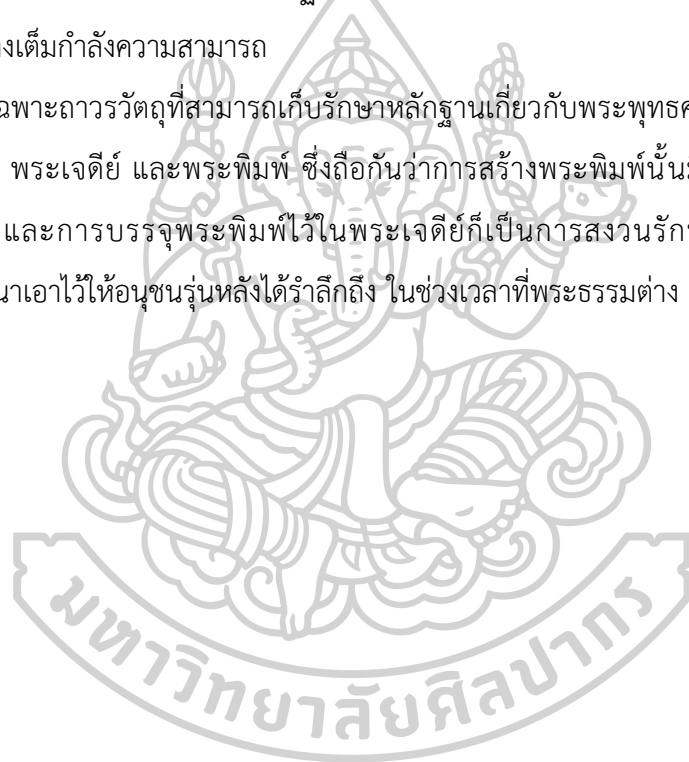 งเต็มกำลังความสามารถ
ฉพาะถาวรวัตถุที่สามารถเก็บรักษาหลักฐานเกี่ยวกับพระพุทธศ
พระเจดีย์ และพระพิมพ์ ซึ่งถือกันว่าการสร้างพระพิมพ์นั้น
และการบรรจุพระพิมพ์ไว้ในพระเจดีย์ก็เป็นการสงวนรัก
นาเอาไว้ให้อนุชนรุ่นหลังได้รำลึกถึง ในช่วงเวลาที่พระธรรมต่าง
มหาวิทยาลัยศิลปากร